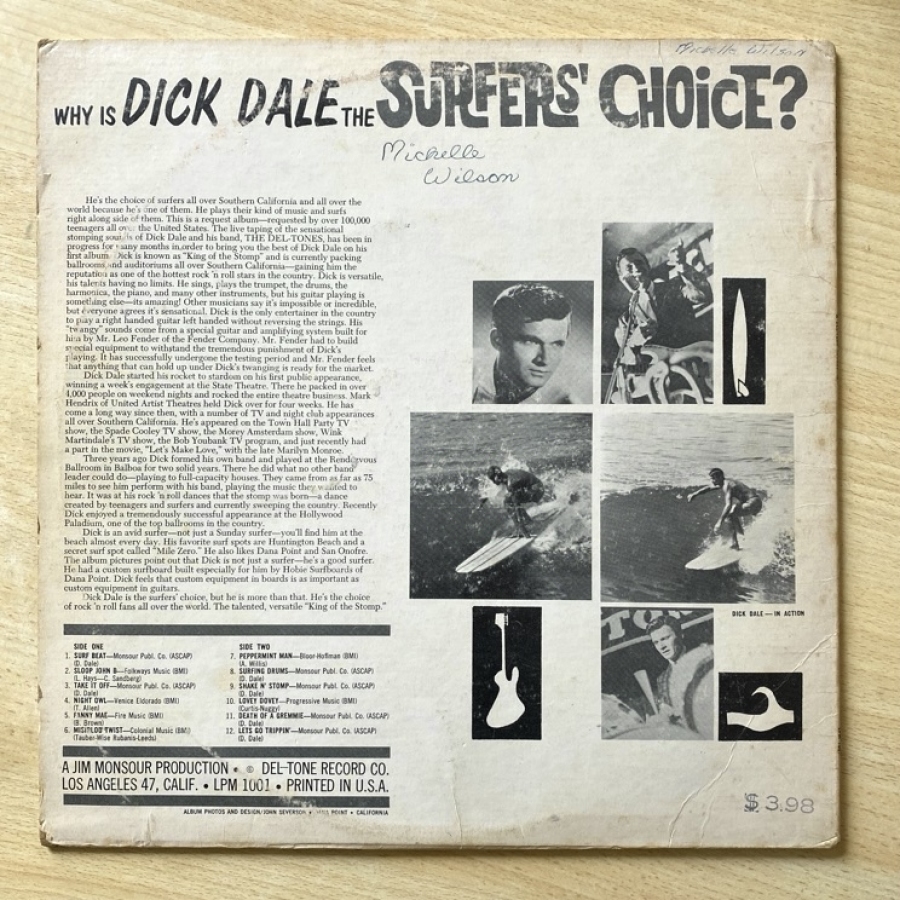 Michelle Wilson
WHY IS DICK DALE THE SURFERS' CHOICE?
Michelle
Wilson
He's the choice of surfers all over Southern California and all over the
world because he's one of them. He plays their kind of music and surfs
right along side of them. This is a request album—requested by over 100,000
teenagers all over the United States. The live taping of the sensational
stomping sounds of Dick Dale and his band, THE DEL-TONES, has been in
progress for many months in order to bring you the best of Dick Dale on his
first album. Dick is known as "King of the Stomp" and is currently packing
ballrooms and auditoriums all over Southern California—gaining him the
reputation as one of the hottest rock 'n roll stars in the country. Dick is versatile,
his talents having no limits. He sings, plays the trumpet, the drums, the
harmonica, the piano, and many other instruments, but his guitar playing is
something else—its amazing! Other musicians say it's impossible or incredible,
but everyone agrees it's sensational. Dick is the only entertainer in the country
to play a right handed guitar left handed without reversing the strings. His
"twangy" sounds come from a special guitar and amplifying system built for
him by Mr. Leo Fender of the Fender Company. Mr. Fender had to build
special equipment to withstand the tremendous punishment of Dick's
playing. It has successfully undergone the testing period and Mr. Fender feels
that anything that can hold up under Dick's twanging is ready for the market.
Dick Dale started his rocket to stardom on his first public appearance,
winning a week's engagement at the State Theatre. There he packed in over
4,000 people on weekend nights and rocked the entire theatre business. Mark
Hendrix of United Artist Theatres held Dick over for four weeks. He has
come a long way since then, with a number of TV and night club appearances
all over Southern California. He's appeared on the Town Hall Party TV
show, the Spade Cooley TV show, the Morey Amsterdam show, Wink
Martindale's TV show, the Bob Youbank TV program, and just recently had
a part in the movie, "Let's Make Love," with the late Marilyn Monroe.
Three years ago Dick formed his own band and played at the Rendezvous
Ballroom in Balboa for two solid years. There he did what no other band
leader could do—playing to full-capacity houses. They came from as far as 75
miles to see him perform with his band, playing the music they wanted to
hear. It was at his rock 'n roll dances that the stomp was born—a dance
created by teenagers and surfers and currently sweeping the country. Recently
Dick enjoyed a tremendously successful appearance at the Hollywood
Paladium, one of the top ballrooms in the country.
Dick is an avid surfer—not just a Sunday surfer—you'll find him at the
beach almost every day. His favorite surf spots are Huntington Beach and a
secret surf spot called "Mile Zero." He also likes Dana Point and San Onofre.
The album pictures point out that Dick is not just a surfer—he's a good surfer.
He had a custom surfboard built especially for him by Hobie Surfboards of
Dana Point. Dick feels that custom equipment in boards is as important as
custom equipment in guitars.
Dick Dale is the surfers' choice, but he is more than that. He's the choice
of rock 'n roll fans all over the world. The talented, versatile "King of the Stomp."
DICK DALE — IN ACTION
SIDE ONE
1. SURF BEAT—Monsour Publ. Co. (ASCAP)
(D. Dale)
2. SLOOP JOHN B—Folkways Music (BMI)
(L. Hays—C. Sandberg)
3. TAKE IT OFF—Monsour Publ. Co. (ASCAP)
(D. Dale)
4. NIGHT OWL—Venice Eldorado (BMI)
(T. Allen)
5. FANNY MAE—Fire Music (BMI)
(B. Brown)
6. MISITLOO TWIST—Colonial Music (BMI)
(Tauber-Wise Rubanis-Leeds)
SIDE TWO
7. PEPPERMINT MAN—Bloor-Hoffman (BMI)
(A. Willis)
8. SURFING DRUMS—Monsour Publ. Co. (ASCAP)
(D. Dale)
9. SHAKE N' STOMP—Monsour Publ. Co. (ASCAP)
(D. Dale)
10. LOVEY DOVEY—Progressive Music (BMI)
(Curtis-Nuggy)
11. DEATH OF A GREMMIE—Monsour Publ. Co. (ASCAP)
(D. Dale)
12. LETS GO TRIPPIN'—Monsour Publ. Co. (ASCAP)
(D. Dale)
A JIM MONSOUR PRODUCTION • © DEL-TONE RECORD CO.
LOS ANGELES 47, CALIF. • LPM 1001 • PRINTED IN U.S.A.
ALBUM PHOTOS AND DESIGN/JOHN SEVERSON • POINT • CALIFORNIA
$ 3.98